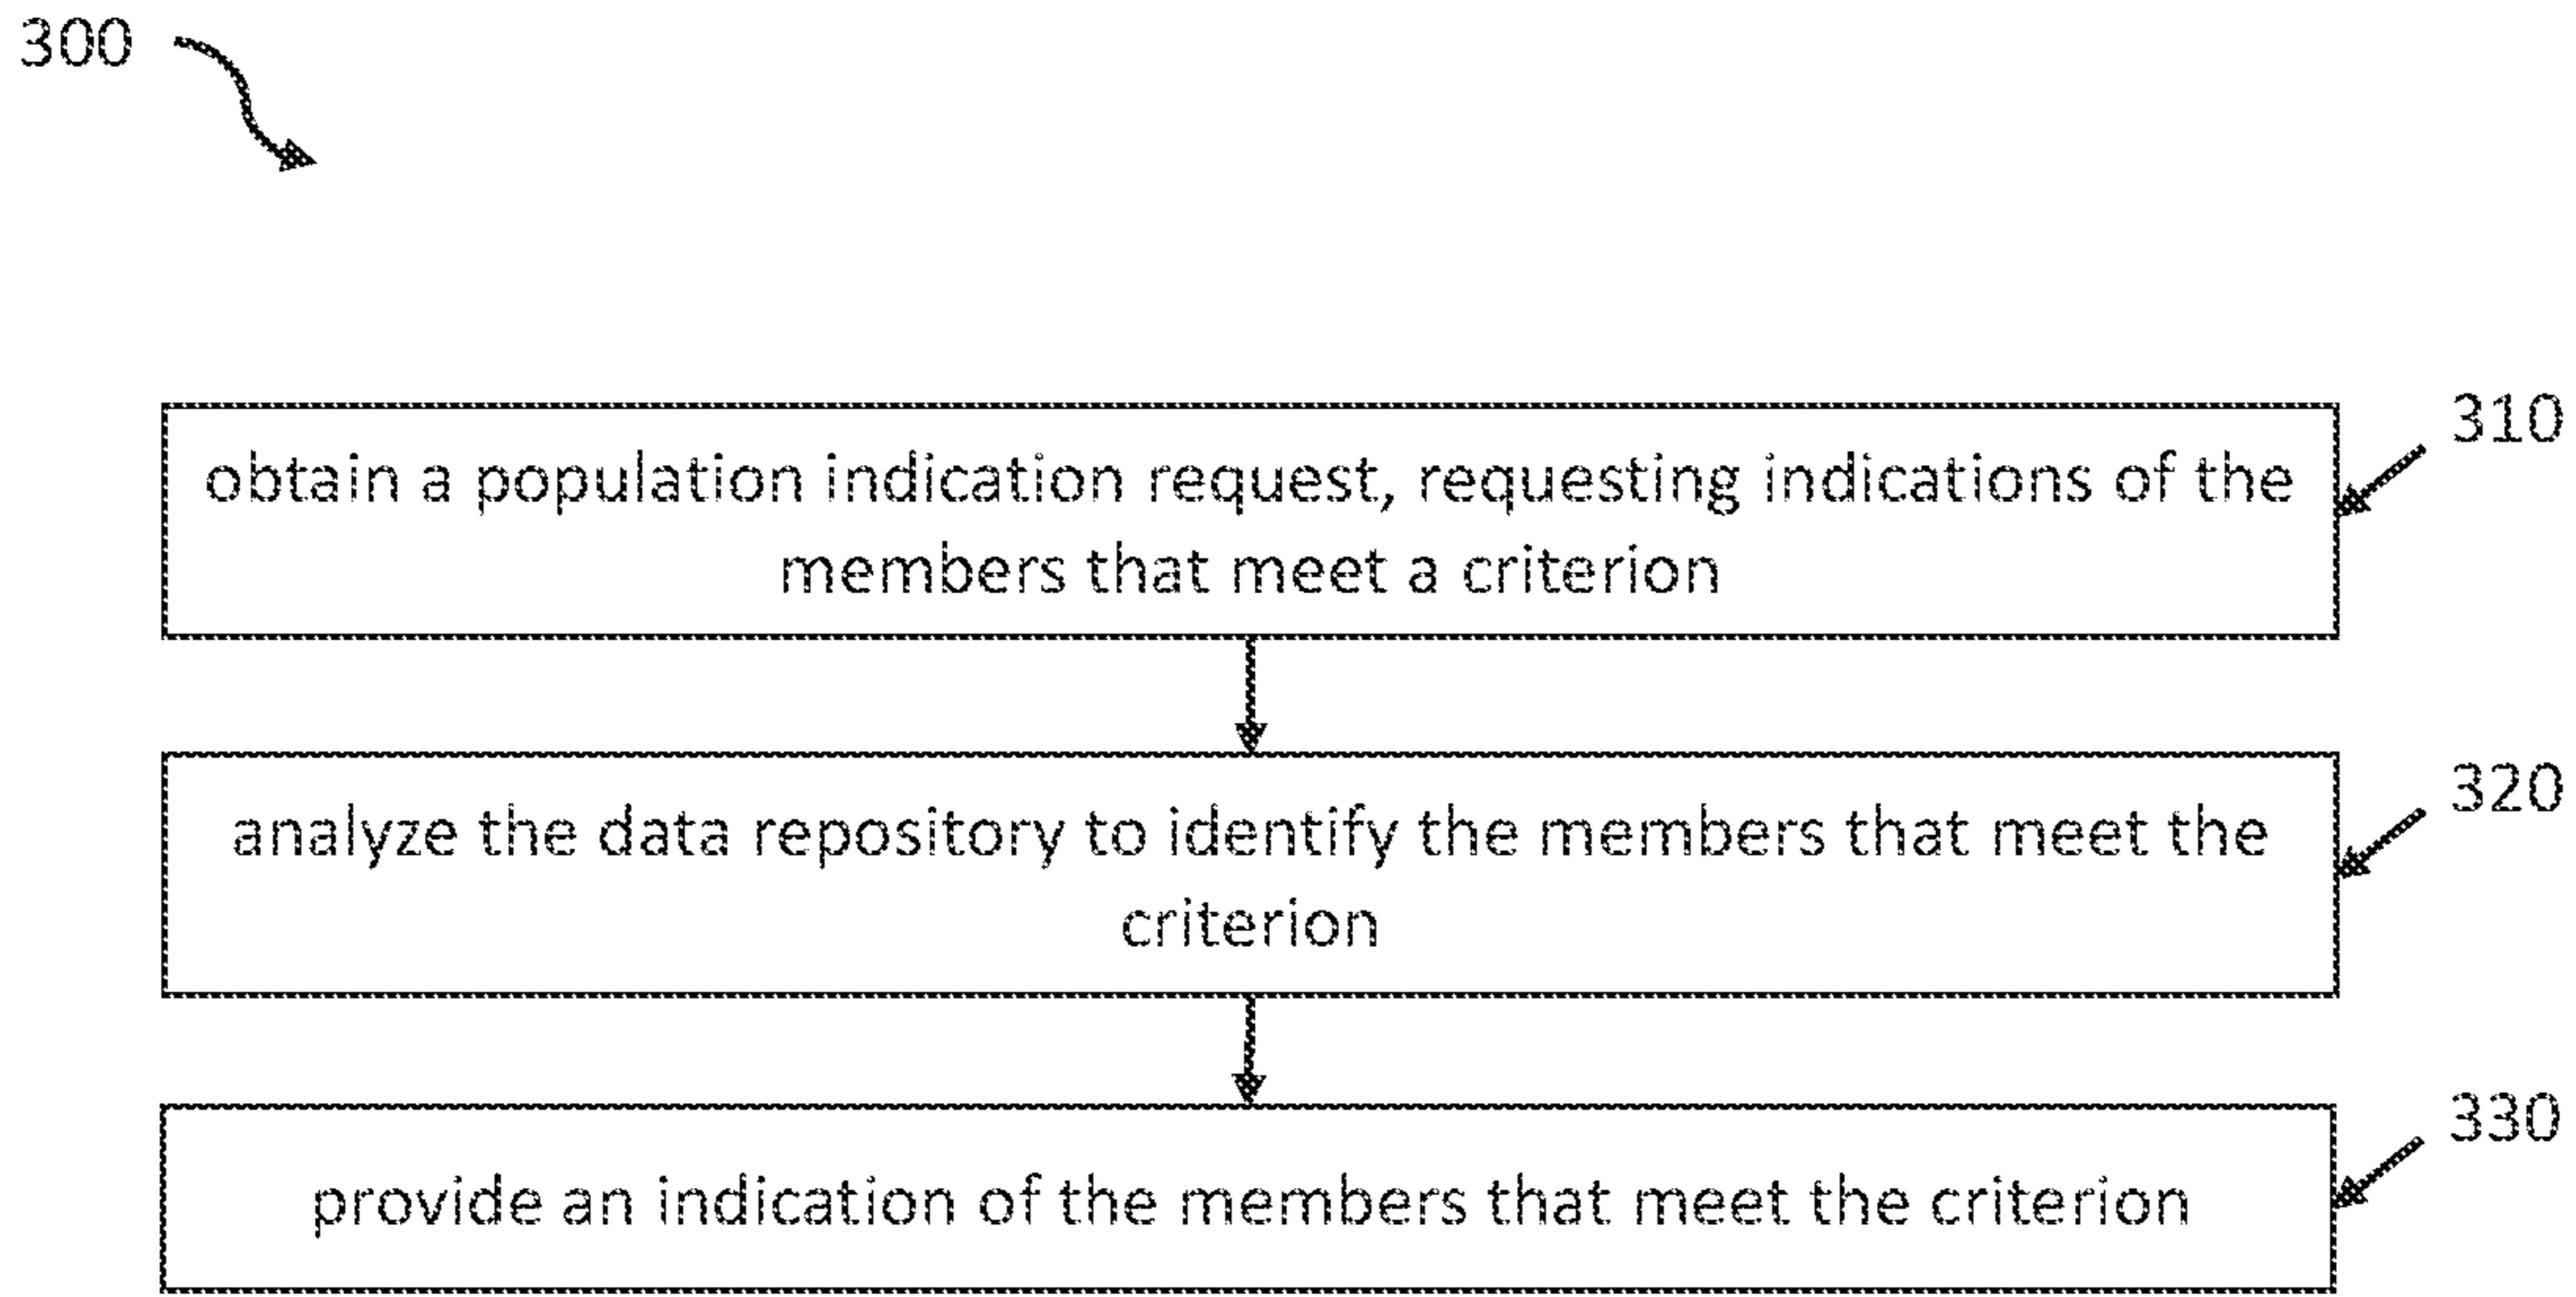 300
310
obtain a population indication request, requesting indications of the
members that meet a criterion
320
analyze the data repository to identify the members that meet the
criterion
330
provide an indication of the members that meet the criterion